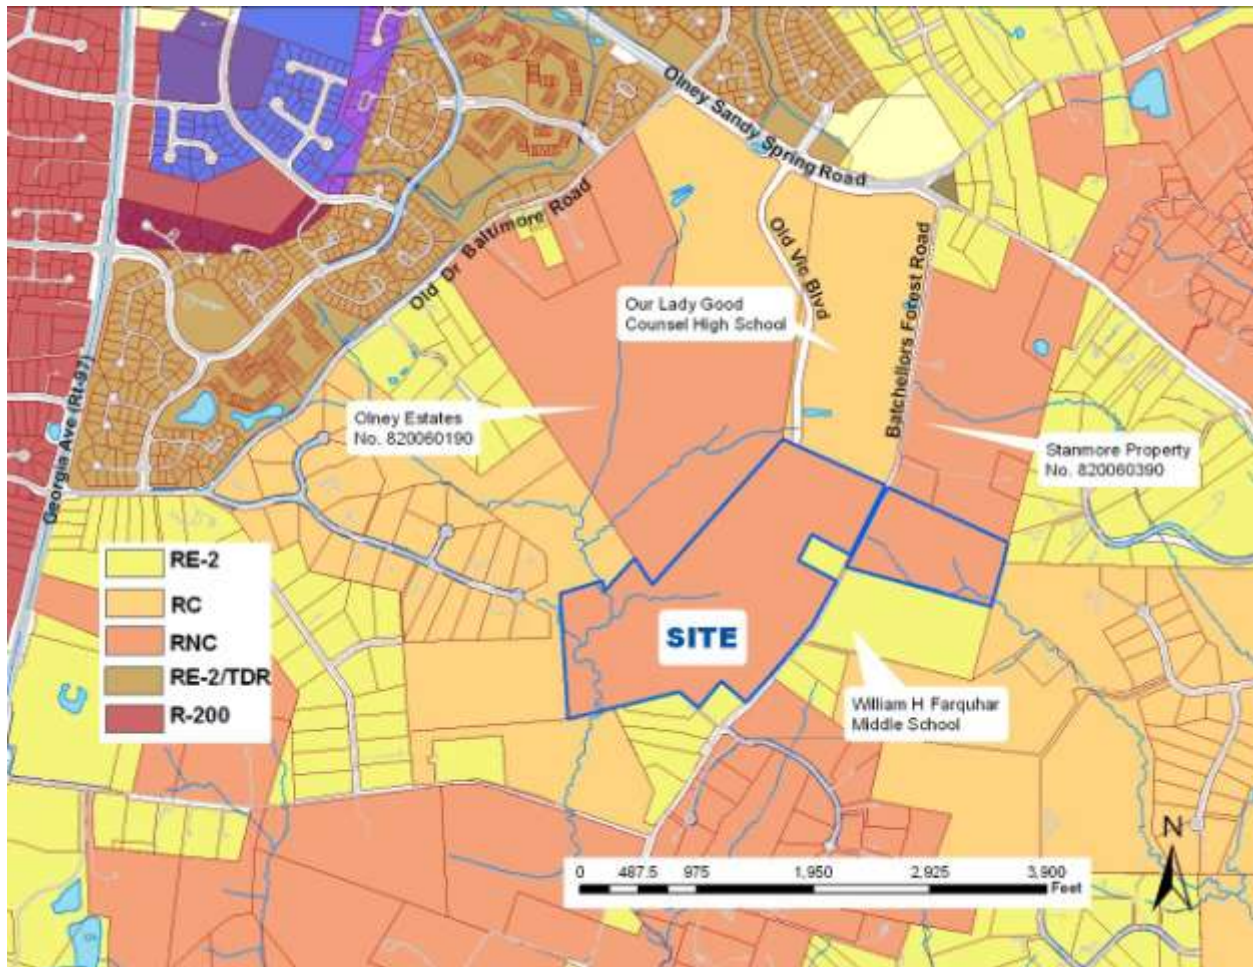 Olney Sandy Spring Road
Old Dr Baltimore Road
Old Vic Blvd
Batchellors Forest Road
Georgia Ave (Rt-97)
Our Lady Good
Counsel High School
Olney Estates
No. 820060190
Stanmore Property
No. 820060390
RE-2
RC
RNC
RE-2/TDR
R-200
SITE
William H Farquhar
Middle School
N
0 487.5 975 1,950 2,925 3,900
Feet